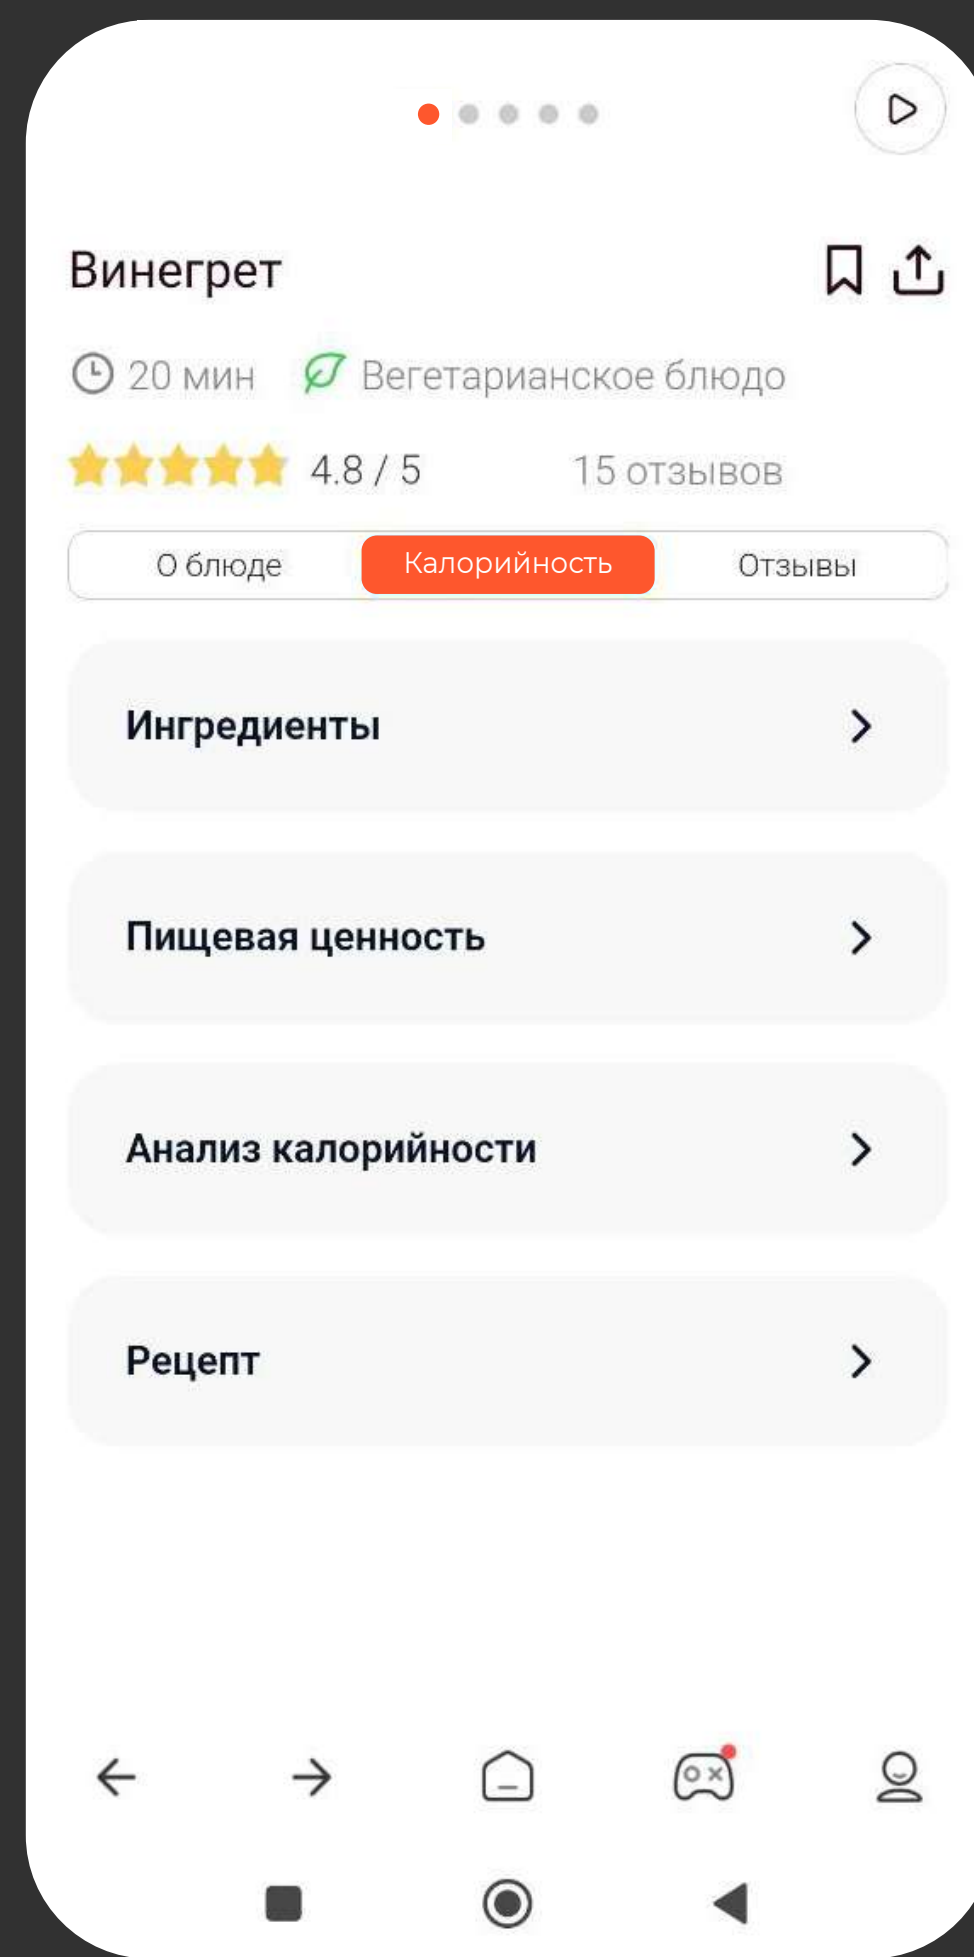 Винегрет
20 мин Вегетарианское блюдо
4.8 / 5 15 отзывов
О блюде Калорийность Отзывы
Ингредиенты
Пищевая ценность
Анализ калорийности
Рецепт